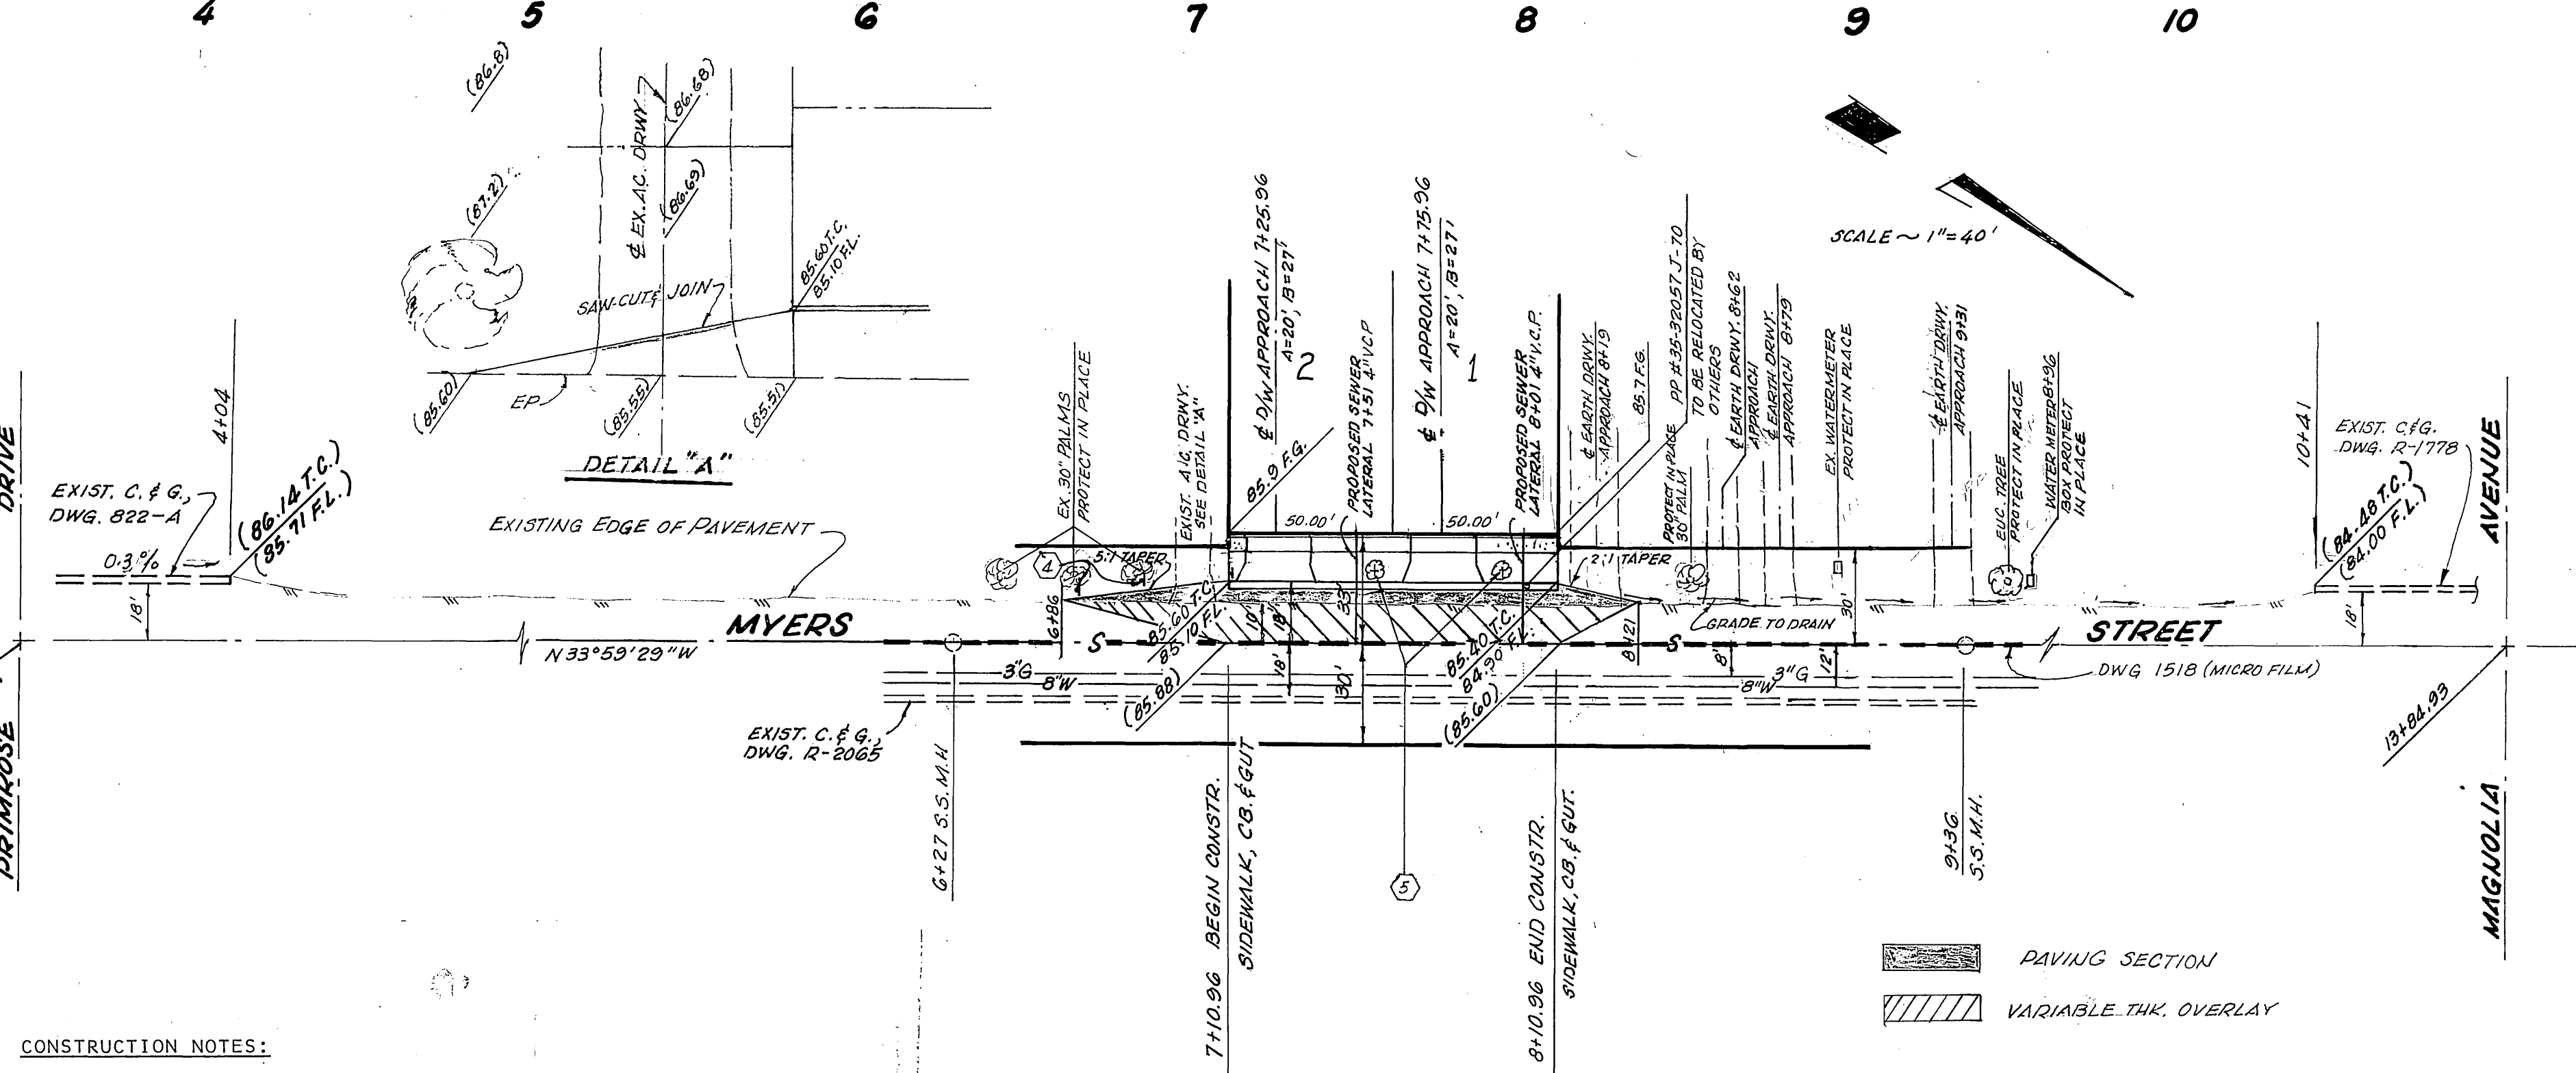 4 5 6 7 8 9 10
(86.8)
(87.2)
₵ EX. A.C. DRWY.
(86.68)
(86.69)
SAW-CUT & JOIN
85.60 T.C.
85.10 F.L.
(85.60)
EP
(85.55)
(85.51)
DETAIL "A"
SCALE ~ 1"=40'
DRIVE
PRIMROSE
EXIST. C. & G.,
DWG. 822-A
0.3%
18'
4+04
(86.14 T.C.)
(85.71 F.L.)
EXISTING EDGE OF PAVEMENT
MYERS
N 33°59'29"W
EX. 30" PALMS
PROTECT IN PLACE
4
5:1 TAPER
EXIST. A/C. DRWY.
SEE DETAIL "A"
6+86
₵ D/W APPROACH 7+25.96
A=20', B=27'
2
85.9 F.G.
PROPOSED SEWER
LATERAL 7+51 4" V.C.P
₵ D/W APPROACH 7+75.96
A=20', B=27'
1
PROPOSED SEWER
LATERAL 8+01 4" V.C.P.
50.00'
50.00'
₵ EARTH DRWY.
APPROACH 8+19
85.7 F.G.
PP #35-32057 J-70
TO BE RELOCATED BY
OTHERS
PROTECT IN PLACE
30" PALM
₵ EARTH DRWY. 8+62
APPROACH
₵ EARTH DRWY.
APPROACH 8+79
EX. WATERMETER
PROTECT IN PLACE
₵ EARTH DRWY.
APPROACH 9+31
EUC. TREE
PROTECT IN PLACE
WATER METER 8+96
BOX PROTECT
IN PLACE
10+41
EXIST. C. & G.
DWG. R-1778
(84.48 T.C.)
(84.00 F.L.)
18'
AVENUE
MAGNOLIA
2:1 TAPER
85.60 T.C.
85.10 F.L.
10'
18'
33'
85.40 T.C.
84.90 F.L.
8+21
GRADE TO DRAIN
30'
STREET
S
S
3"G
8"W
18'
30'
(85.88)
(85.60)
8'
12'
3"G
8"W
DWG 1518 (MICRO FILM)
13+84.93
EXIST. C. & G.,
DWG. R-2065
6+27 S.S.M.H
7+10.96 BEGIN CONSTR.
SIDEWALK, CB. & GUT
5
8+10.96 END CONSTR.
SIDEWALK, CB. & GUT.
9+36
S.S.M.H.
PAVING SECTION
VARIABLE THK. OVERLAY
CONSTRUCTION NOTES: